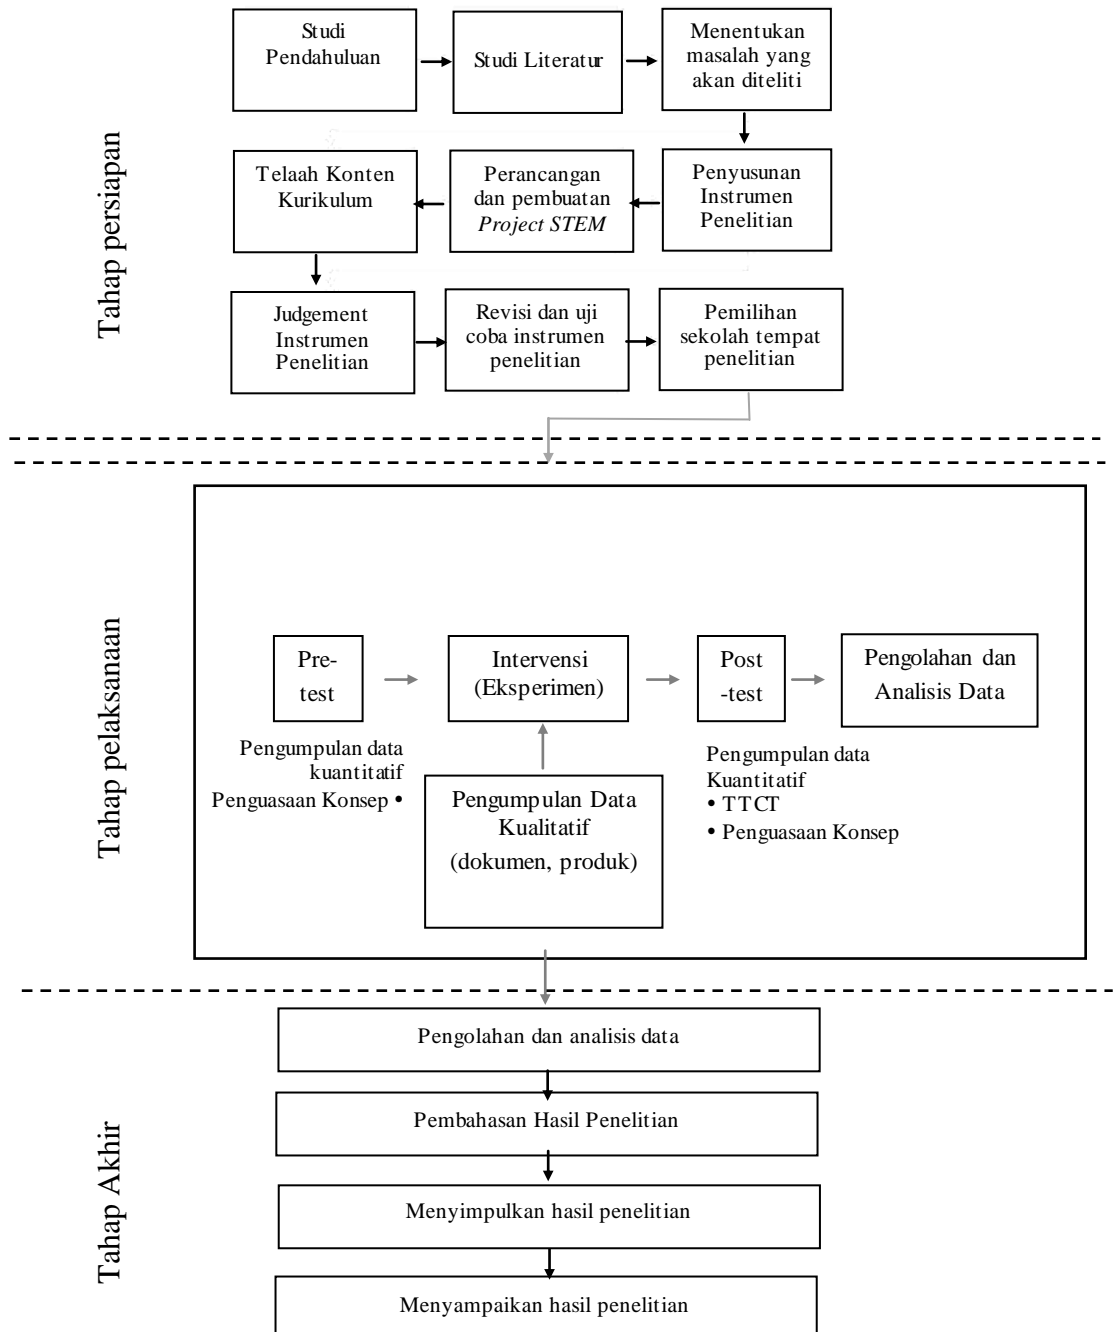 Tahap persiapan
Studi
Pendahuluan
Studi Literatur
Menentukan
masalah yang
akan diteliti
Telaah Konten
Kurikulum
Perancangan
dan pembuatan
Project STEM
Penyusunan
Instrumen
Penelitian
Judgement
Instrumen
Penelitian
Revisi dan uji
coba instrumen
penelitian
Pemilihan
sekolah tempat
penelitian
Tahap pelaksanaan
Pre-
test
Intervensi
(Eksperimen)
Post
-test
Pengolahan dan
Analisis Data
Pengumpulan data
kuantitatif
Penguasaan Konsep •
Pengumpulan Data
Kualitatif
(dokumen, produk)
Pengumpulan data
Kuantitatif
• TTCT
• Penguasaan Konsep
Tahap Akhir
Pengolahan dan analisis data
Pembahasan Hasil Penelitian
Menyimpulkan hasil penelitian
Menyampaikan hasil penelitian